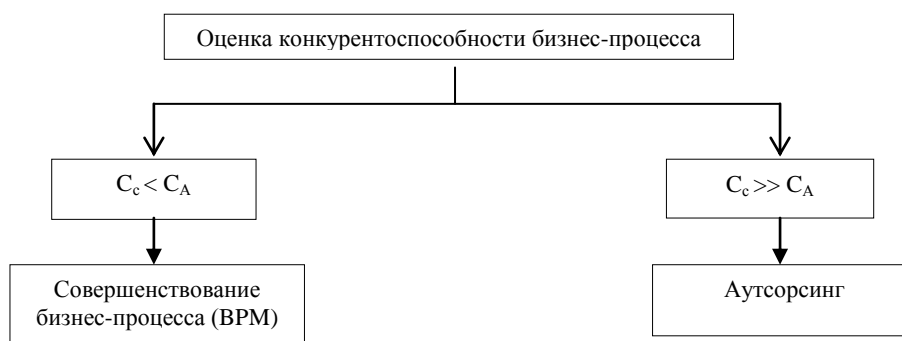 Оценка конкурентоспособности бизнес-процесса
Cc < CA
Cc >> CA
Совершенствование
бизнес-процесса (BPM)
Аутсорсинг